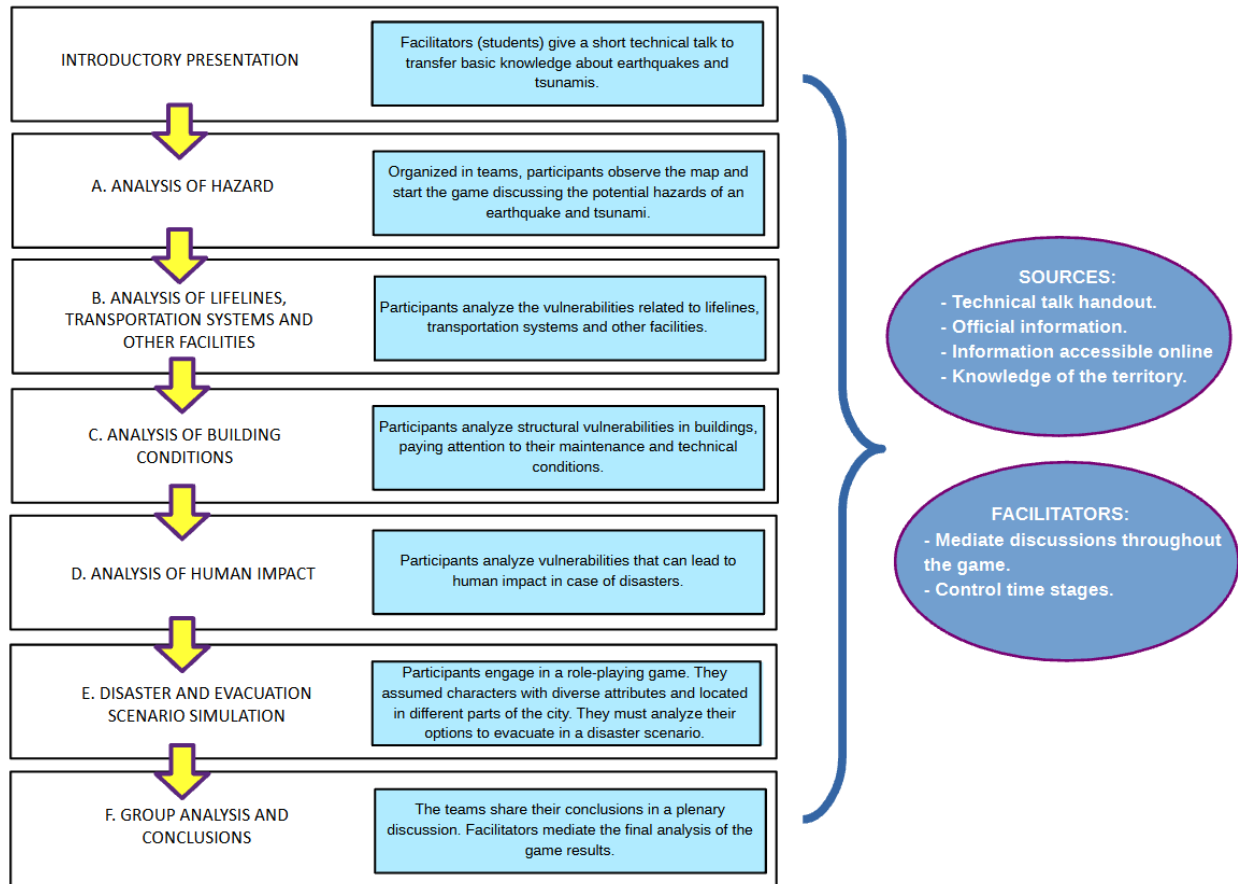 INTRODUCTORY PRESENTATION
Facilitators (students) give a short technical talk to
transfer basic knowledge about earthquakes and
tsunamis.
A. ANALYSIS OF HAZARD
Organized in teams, participants observe the map and
start the game discussing the potential hazards of an
earthquake and tsunami.
B. ANALYSIS OF LIFELINES,
TRANSPORTATION SYSTEMS AND
OTHER FACILITIES
Participants analyze the vulnerabilities related to lifelines,
transportation systems and other facilities.
C. ANALYSIS OF BUILDING
CONDITIONS
Participants analyze structural vulnerabilities in buildings,
paying attention to their maintenance and technical
conditions.
D. ANALYSIS OF HUMAN IMPACT
Participants analyze vulnerabilities that can lead to
human impact in case of disasters.
E. DISASTER AND EVACUATION
SCENARIO SIMULATION
Participants engage in a role-playing game. They
assumed characters with diverse attributes and located
in different parts of the city. They must analyze their
options to evacuate in a disaster scenario.
F. GROUP ANALYSIS AND
CONCLUSIONS
The teams share their conclusions in a plenary
discussion. Facilitators mediate the final analysis of the
game results.
SOURCES:
- Technical talk handout.
- Official information.
- Information accessible online
- Knowledge of the territory.
FACILITATORS:
- Mediate discussions throughout
the game.
- Control time stages.